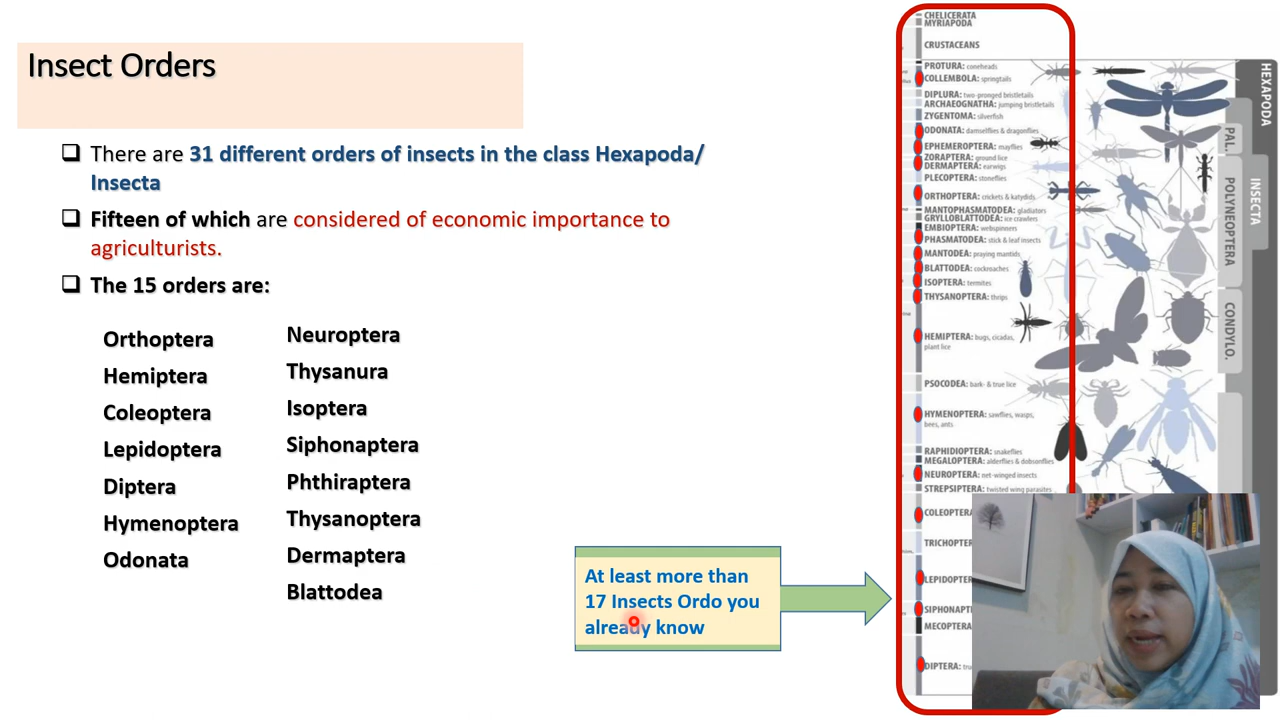 Insect Orders
There are 31 different orders of insects in the class Hexapoda/
Insecta
Fifteen of which are considered of economic importance to
agriculturists.
The 15 orders are:
Orthoptera
Hemiptera
Coleoptera
Lepidoptera
Diptera
Hymenoptera
Odonata
Neuroptera
Thysanura
Isoptera
Siphonaptera
Phthiraptera
Thysanoptera
Dermaptera
Blattodea
At least more than
17 Insects Ordo you
already know
CHELICERATA
MYRIAPODA
CRUSTACEANS
PROTURA: coneheads
COLLEMBOLA: springtails
DIPLURA: two-pronged bristletails
ARCHAEOGNATHA: jumping bristletails
ZYGENTOMA: silverfish
ODONATA: damselflies & dragonflies
EPHEMEROPTERA: mayflies
ZORAPTERA: ground lice
DERMAPTERA: earwigs
PLECOPTERA: stoneflies
ORTHOPTERA: crickets & katydids
MANTOPHASMATODEA: gladiators
GRYLLOBLATTODEA: ice crawlers
EMBIOPTERA: webspinners
PHASMATODEA: stick & leaf insects
MANTODEA: praying mantids
BLATTODEA: cockroaches
ISOPTERA: termites
THYSANOPTERA: thrips
HEMIPTERA: bugs, cicadas,
plant lice
PSOCODEA: bark- & true lice
HYMENOPTERA: sawflies, wasps,
bees, ants
RAPHIDIOPTERA: snakeflies
MEGALOPTERA: alderflies & dobsonflies
NEUROPTERA: net-winged insects
STREPSIPTERA: twisted wing parasites
COLEOPTERA
TRICHOPTE
LEPIDOPTER
SIPHONAPT
MECOPTERA
DIPTERA: tru
HEXAPODA
INSECTA
PAL.
POLYNEOPTERA
CONDYLO.